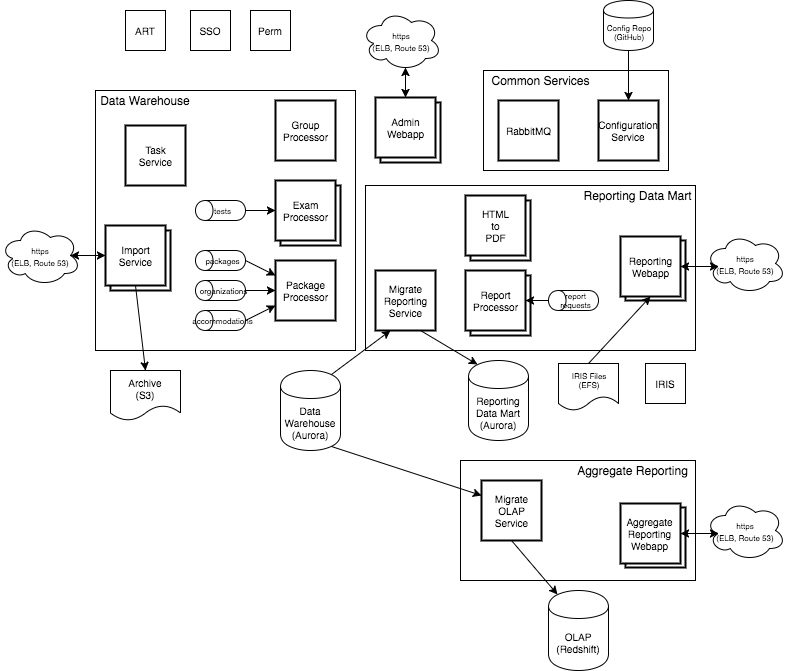 ART
SSO
Perm
https
(ELB, Route 53)
Config Repo
(GitHub)
Common Services
RabbitMQ
Configuration
Service
Admin
Webapp
Data Warehouse
Task
Service
Group
Processor
tests
Exam
Processor
https
(ELB, Route 53)
Import
Service
packages
organizations
accommodations
Package
Processor
Archive
(S3)
Reporting Data Mart
HTML
to
PDF
Migrate
Reporting
Service
Report
Processor
report
requests
Reporting
Webapp
https
(ELB, Route 53)
Data
Warehouse
(Aurora)
Reporting
Data Mart
(Aurora)
IRIS Files
(EFS)
IRIS
Aggregate Reporting
Migrate
OLAP
Service
Aggregate
Reporting
Webapp
https
(ELB, Route 53)
OLAP
(Redshift)